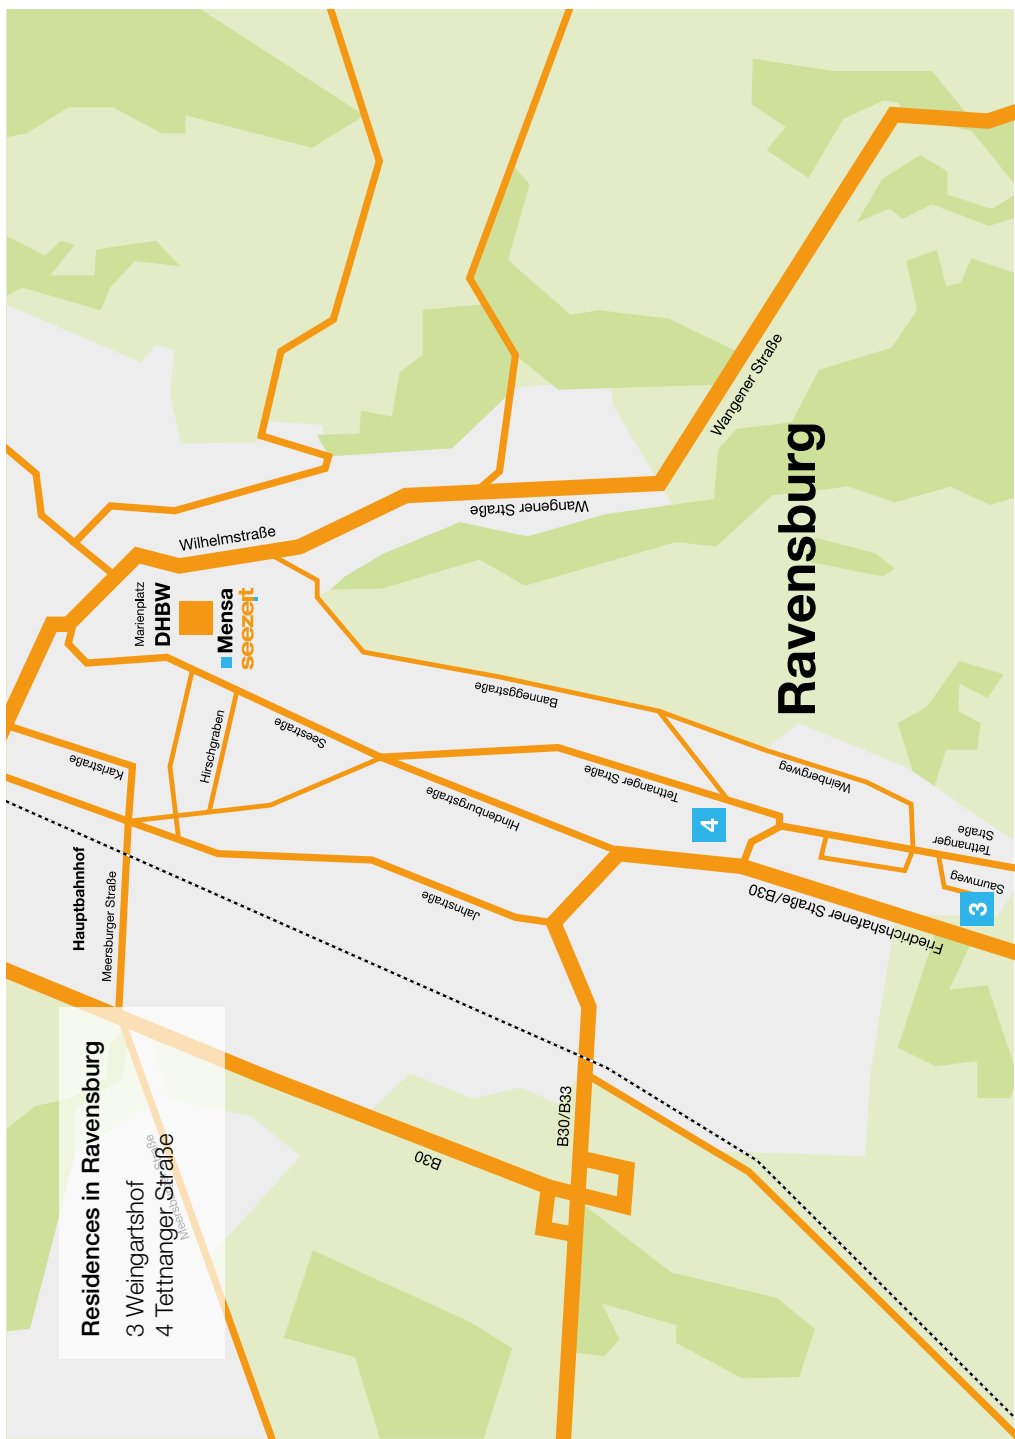 Ravensburg
Residences in Ravensburg
3 Weingartshof
4 Tettnanger Straße
Meersburger Straße
Hauptbahnhof
Meersburger Straße
Karlstraße
Hirschgraben
Seestraße
Marienplatz
DHBW
Mensa
seezeit
Wilhelmstraße
Wangener Straße
Wangener Straße
Banneggstraße
Weinbergweg
Tettnanger Straße
Hindenburgstraße
Jahnstraße
4
Tettnanger
Straße
Saumweg
3
Friedrichshafener Straße/B30
B30/B33
B30